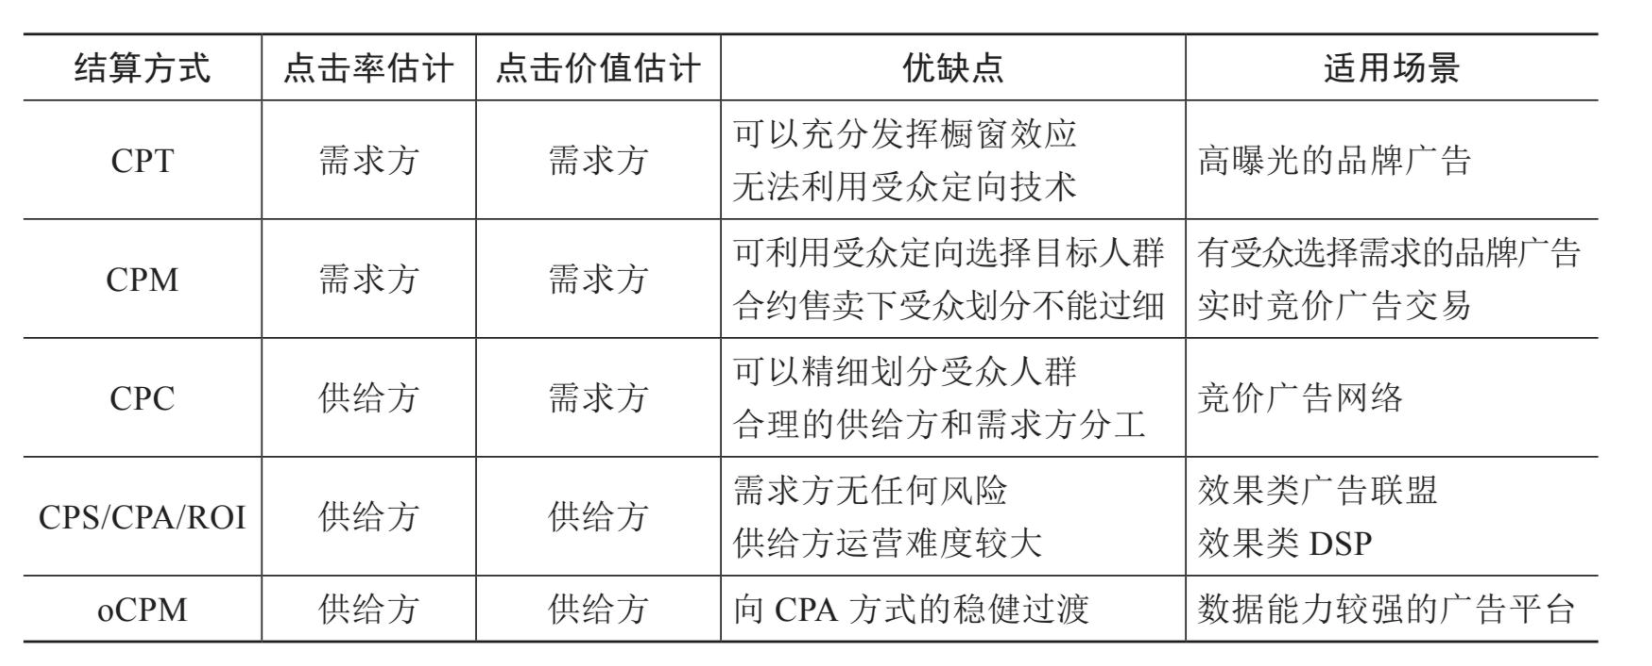 结算方式 点击率估计 点击价值估计 优缺点 适用场景
CPT 需求方 需求方 可以充分发挥橱窗效应 高曝光的品牌广告
无法利用受众定向技术
CPM 需求方 需求方 可利用受众定向选择目标人群 有受众选择需求的品牌广告
合约售卖下受众划分不能过细 实时竞价广告交易
CPC 供给方 需求方 可以精细划分受众人群 竞价广告网络
合理的供给方和需求方分工
CPS/CPA/ROI 供给方 供给方 需求方无任何风险 效果类广告联盟
供给方运营难度较大 效果类 DSP
oCPM 供给方 供给方 向 CPA 方式的稳健过渡 数据能力较强的广告平台